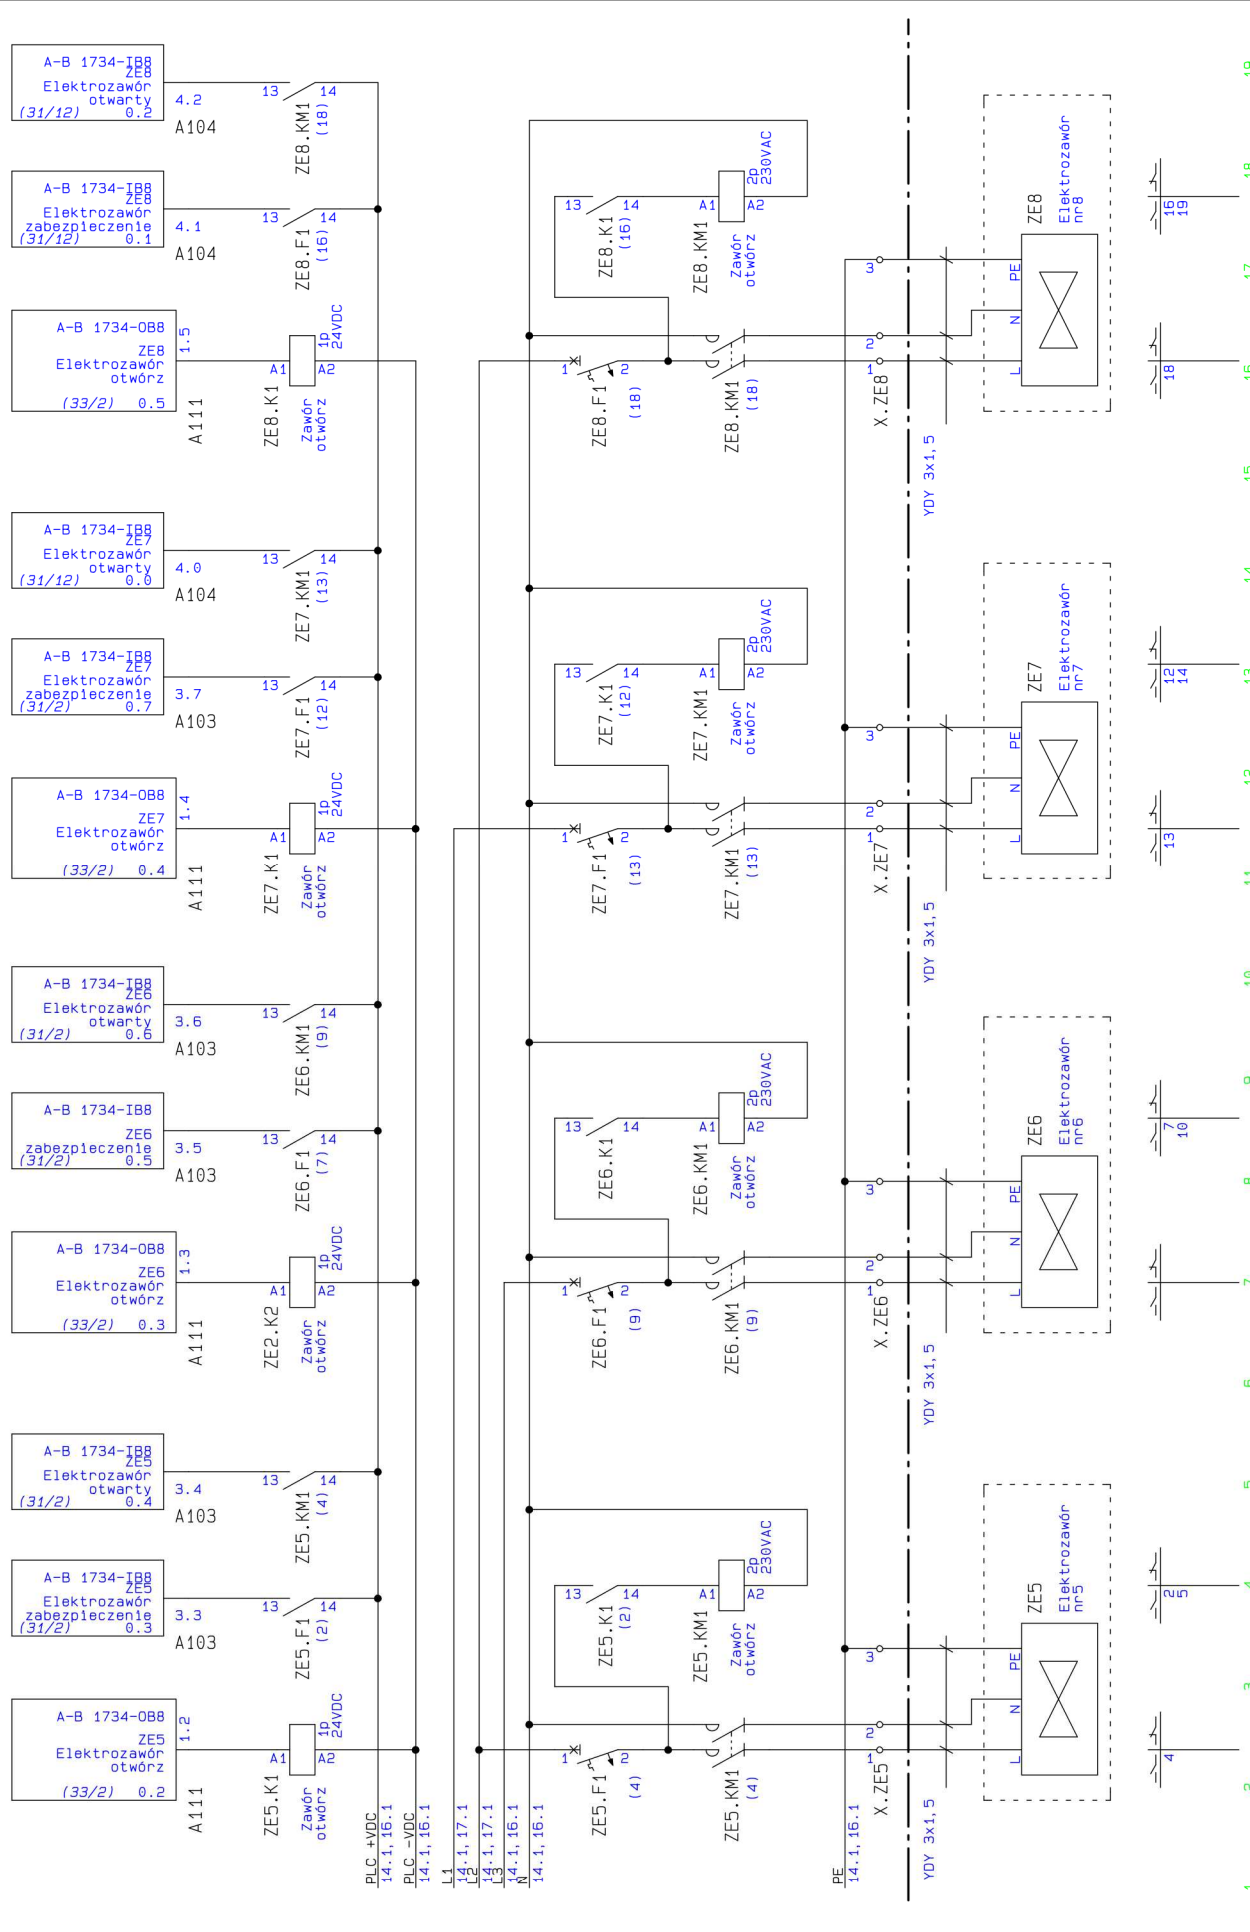 A-B 1734-IB8
ZE8
Elektrozawór
otwarty
(31/12) 0.2
4.2
A104
13
14
ZE8.KM1
(18)
A-B 1734-IB8
ZE8
Elektrozawór
zabezpieczenie
(31/12) 0.1
4.1
A104
13
14
ZE8.F1
(16)
A-B 1734-OB8
ZE8
Elektrozawór
otwórz
(33/2) 0.5
1.5
A111
A1
A2
1p
24VDC
ZE8.K1
Zawór
otwórz
13
14
ZE8.K1
(16)
A1
A2
2p
230VAC
ZE8.KM1
Zawór
otwórz
1
2
ZE8.F1
(18)
ZE8.KM1
(18)
3
2
1
X.ZE8
YDY 3x1,5
PE
N
L
ZE8
Elektrozawór
nr8
16
19
18
A-B 1734-IB8
ZE7
Elektrozawór
otwarty
(31/12) 0.0
4.0
A104
13
14
ZE7.KM1
(13)
A-B 1734-IB8
ZE7
Elektrozawór
zabezpieczenie
(31/2) 0.7
3.7
A103
13
14
ZE7.F1
(12)
A-B 1734-OB8
ZE7
Elektrozawór
otwórz
(33/2) 0.4
1.4
A111
A1
A2
1p
24VDC
ZE7.K1
Zawór
otwórz
13
14
ZE7.K1
(12)
A1
A2
2p
230VAC
ZE7.KM1
Zawór
otwórz
1
2
ZE7.F1
(13)
ZE7.KM1
(13)
3
2
1
X.ZE7
YDY 3x1,5
PE
N
L
ZE7
Elektrozawór
nr7
12
14
13
A-B 1734-IB8
ZE6
Elektrozawór
otwarty
(31/2) 0.6
3.6
A103
13
14
ZE6.KM1
(9)
A-B 1734-IB8
ZE6
zabezpieczenie
(31/2) 0.5
3.5
A103
13
14
ZE6.F1
(7)
A-B 1734-OB8
ZE6
Elektrozawór
otwórz
(33/2) 0.3
1.3
A111
A1
A2
1p
24VDC
ZE2.K2
Zawór
otwórz
13
14
ZE6.K1
A1
A2
2p
230VAC
ZE6.KM1
Zawór
otwórz
1
2
ZE6.F1
(9)
ZE6.KM1
(9)
3
2
1
X.ZE6
YDY 3x1,5
PE
N
L
ZE6
Elektrozawór
nr6
7
10
A-B 1734-IB8
ZE5
Elektrozawór
otwarty
(31/2) 0.4
3.4
A103
13
14
ZE5.KM1
(4)
A-B 1734-IB8
ZE5
Elektrozawór
zabezpieczenie
(31/2) 0.3
3.3
A103
13
14
ZE5.F1
(2)
A-B 1734-OB8
ZE5
Elektrozawór
otwórz
(33/2) 0.2
1.2
A111
A1
A2
1p
24VDC
ZE5.K1
Zawór
otwórz
13
14
ZE5.K1
(2)
A1
A2
2p
230VAC
ZE5.KM1
Zawór
otwórz
1
2
ZE5.F1
(4)
ZE5.KM1
(4)
3
2
1
X.ZE5
YDY 3x1,5
PE
N
L
ZE5
Elektrozawór
nr5
2
5
4
PLC +VDC
14.1,16.1
PLC -VDC
14.1,16.1
L1
14.1,17.1
L2
14.1,17.1
L3
14.1,16.1
N
14.1,16.1
PE
14.1,16.1